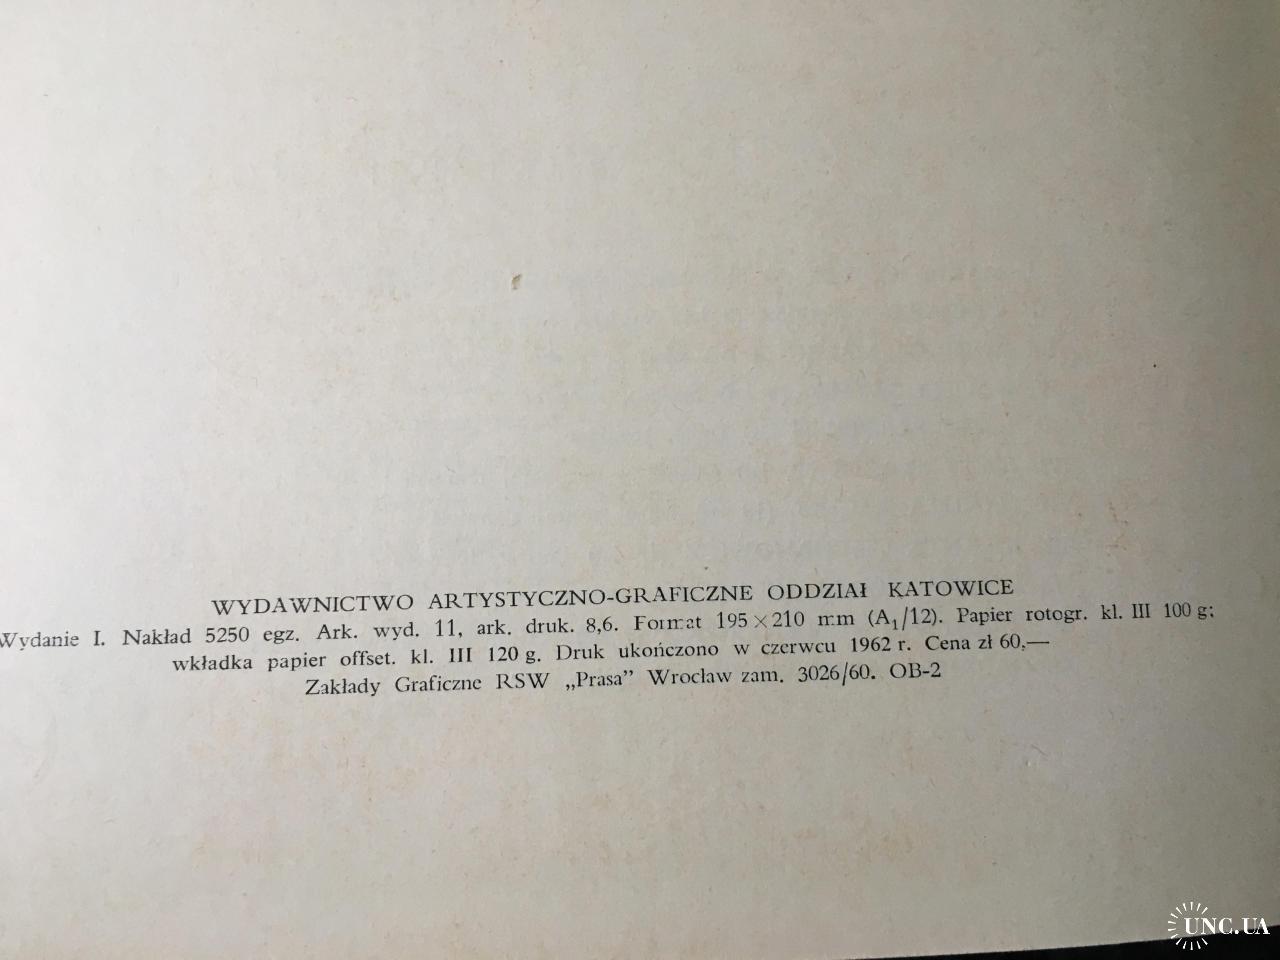 WYDAWNICTWO ARTYSTYCZNO-GRAFICZNE ODDZIAŁ KATOWICE
Wydanie I. Nakład 5250 egz. Ark. wyd. 11, ark. druk. 8,6. Format 195×210 mm (A₁/12). Papier rotogr. kl. III 100 g;
wkładka papier offset. kl. III 120 g. Druk ukończono w czerwcu 1962 r. Cena zł 60,—
Zakłady Graficzne RSW „Prasa” Wrocław zam. 3026/60. OB-2
UNC.UA